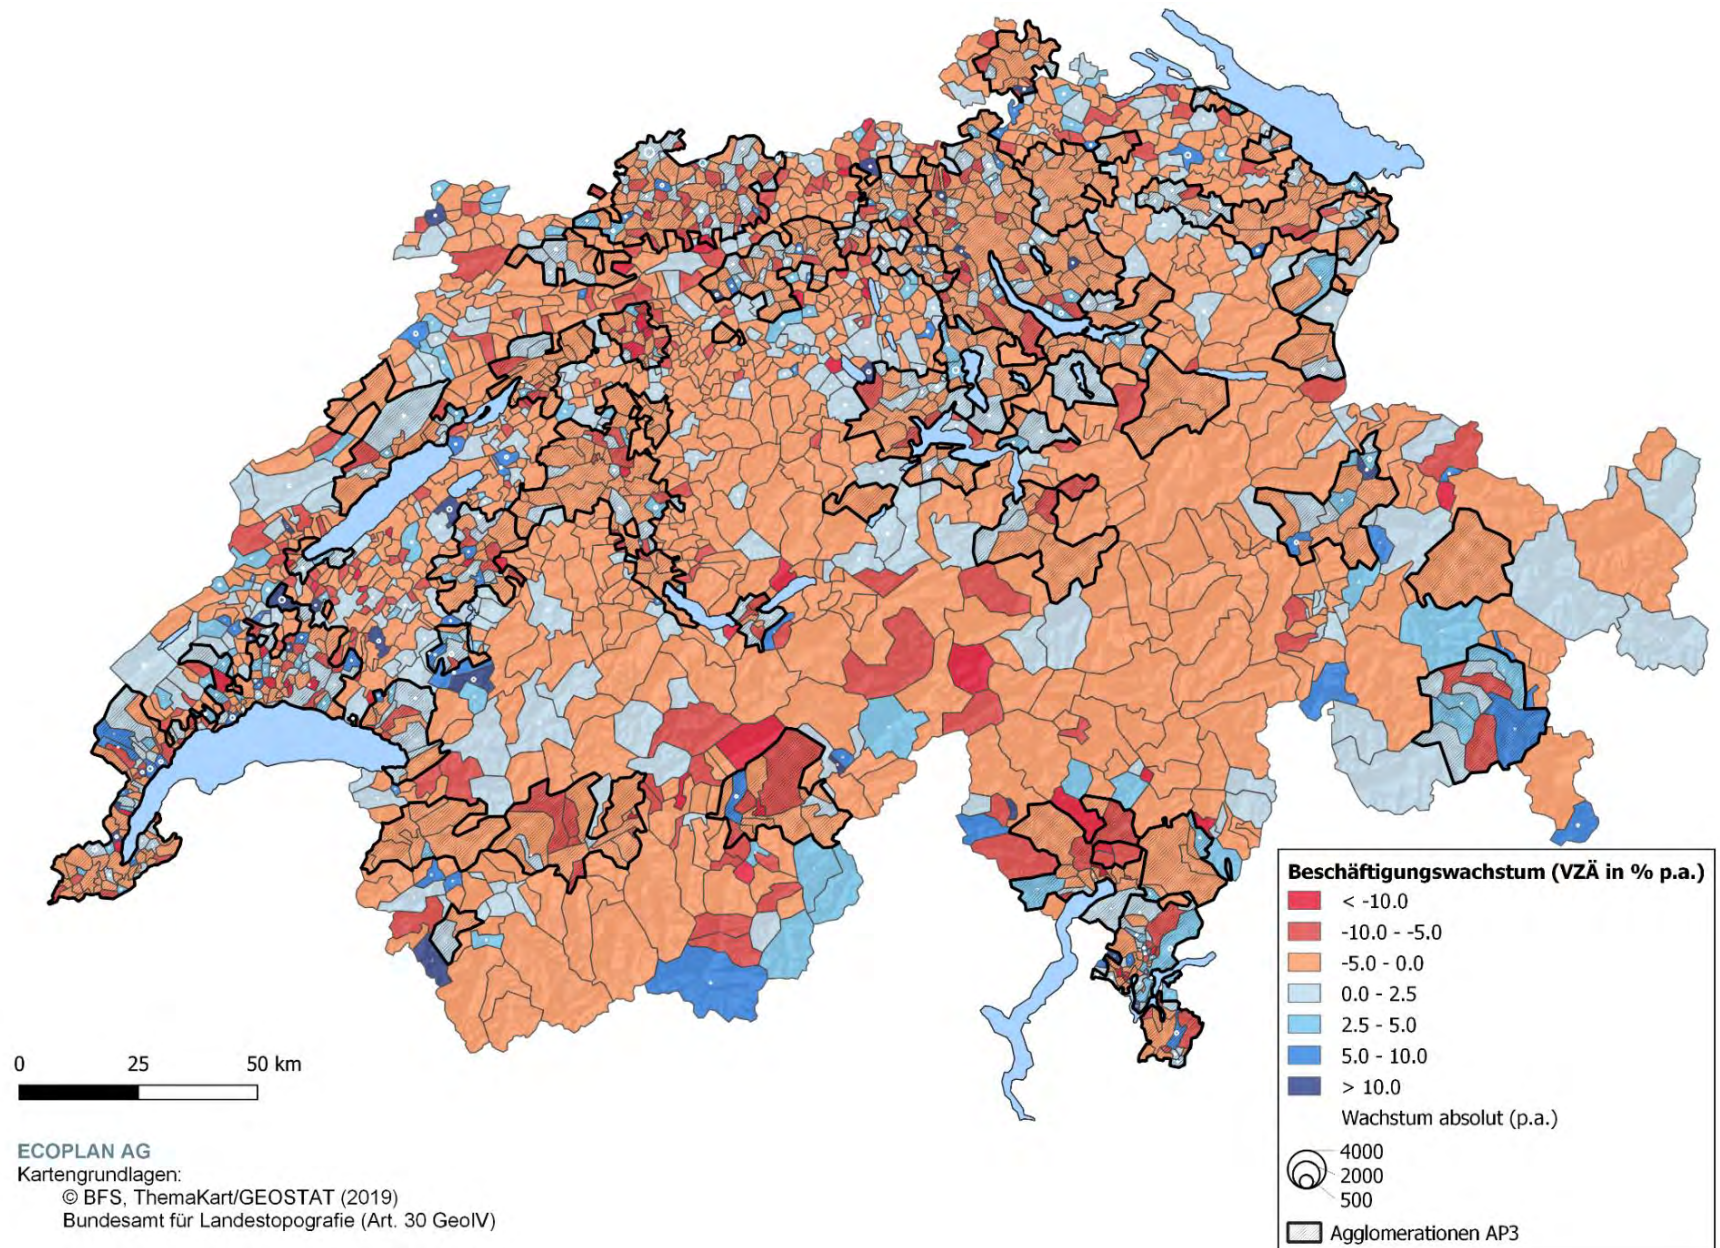 Beschäftigungswachstum (VZÄ in % p.a.)
< -10.0
-10.0 - -5.0
-5.0 - 0.0
0.0 - 2.5
2.5 - 5.0
5.0 - 10.0
> 10.0
Wachstum absolut (p.a.)
4000
2000
500
Agglomerationen AP3
0 25 50 km
ECOPLAN AG
Kartengrundlagen:
© BFS, ThemaKart/GEOSTAT (2019)
Bundesamt für Landestopografie (Art. 30 GeoIV)